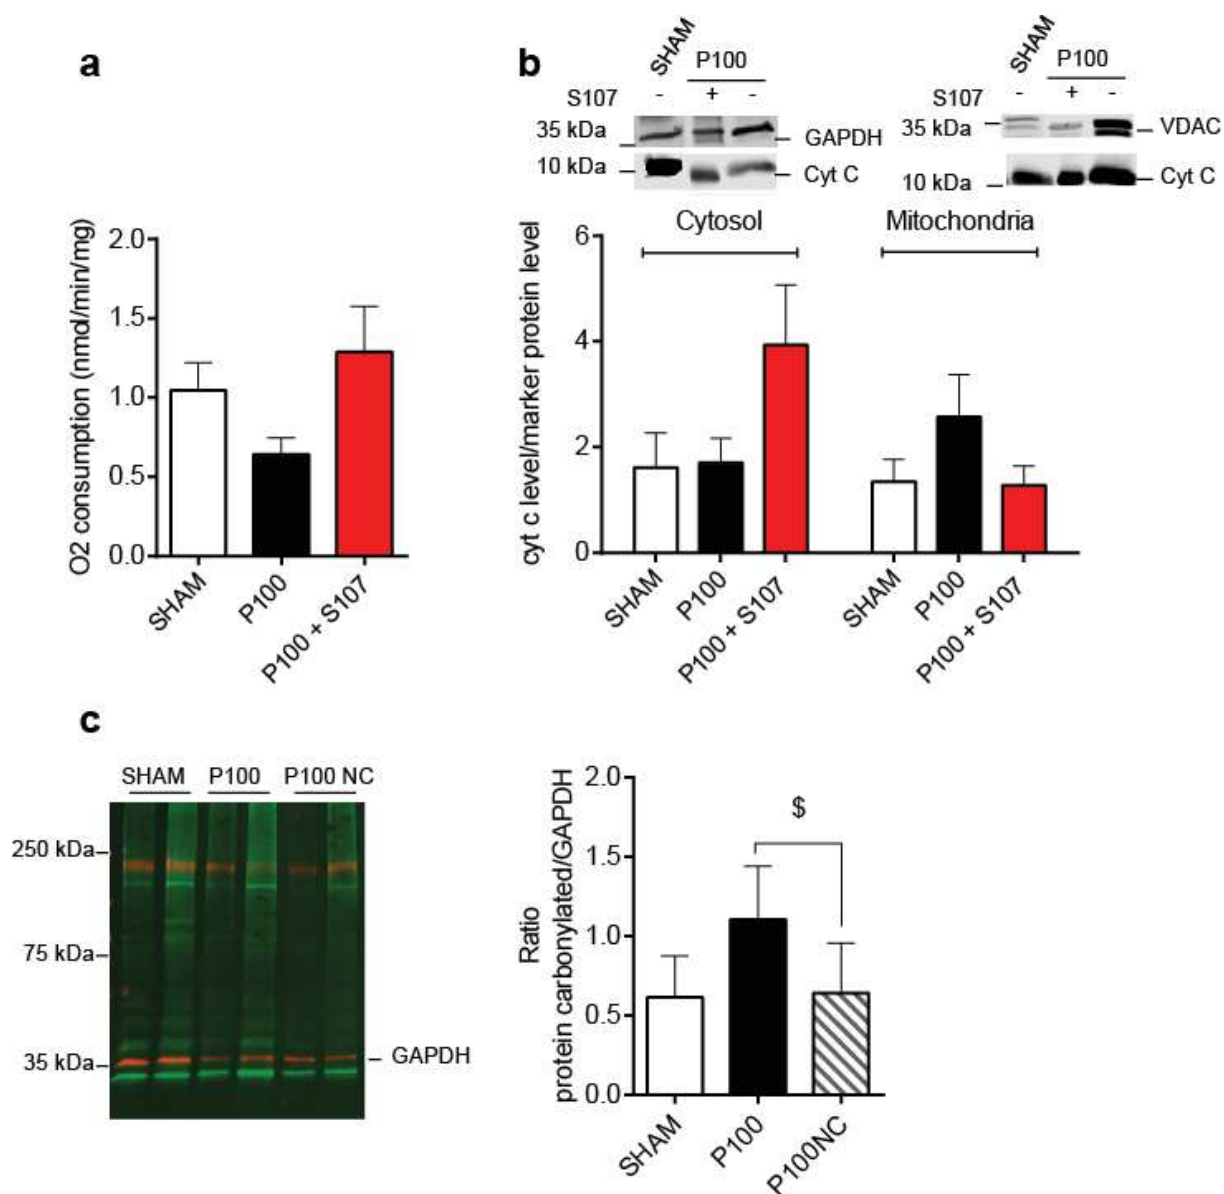 a
O2 consumption (nmol/min/mg)
2.0
1.5
1.0
0.5
0.0
SHAM
P100
P100 + S107
b
SHAM
P100
S107
- + -
35 kDa
GAPDH
10 kDa
Cyt C
SHAM
P100
S107
- + -
35 kDa
VDAC
10 kDa
Cyt C
cyt c level/marker protein level
6
4
2
0
Cytosol
Mitochondria
SHAM
P100
P100 + S107
SHAM
P100
P100 + S107
c
SHAM P100 P100 NC
250 kDa
75 kDa
35 kDa
GAPDH
Ratio
protein carbonylated/GAPDH
2.0
1.5
1.0
0.5
0.0
$
SHAM
P100
P100NC